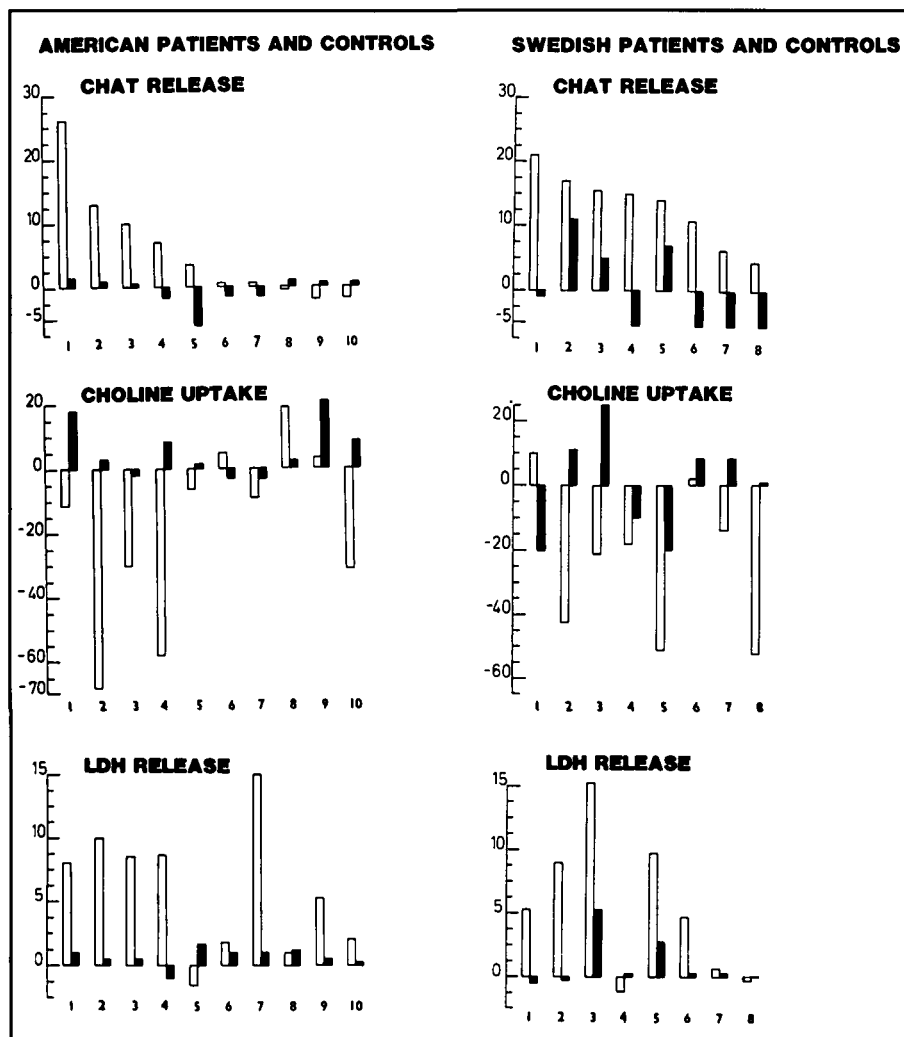 AMERICAN PATIENTS AND CONTROLS
CHAT RELEASE
30
20
10
0
-5
1 2 3 4 5 6 7 8 9 10
CHOLINE UPTAKE
20
0
-20
-40
-60
-70
1 2 3 4 5 6 7 8 9 10
LDH RELEASE
15
10
5
0
1 2 3 4 5 6 7 8 9 10
SWEDISH PATIENTS AND CONTROLS
CHAT RELEASE
30
20
10
0
-5
1 2 3 4 5 6 7 8
CHOLINE UPTAKE
20
0
-20
-40
-60
1 2 3 4 5 6 7 8
LDH RELEASE
15
10
5
0
1 2 3 4 5 6 7 8